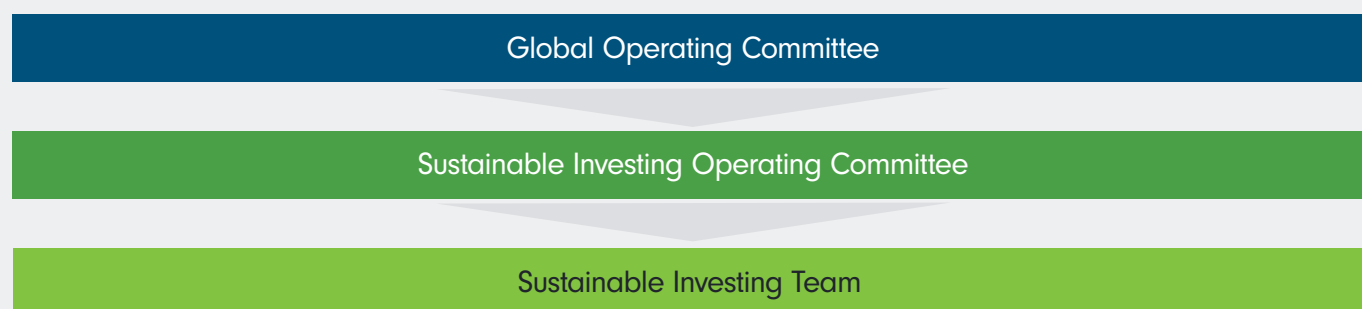 Global Operating Committee
Sustainable Investing Operating Committee
Sustainable Investing Team